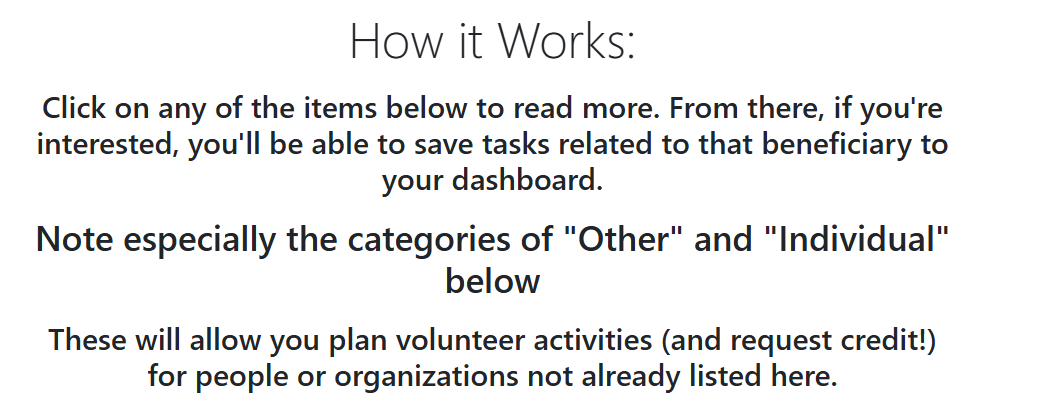 How it Works:
Click on any of the items below to read more. From there, if you're
interested, you'll be able to save tasks related to that beneficiary to
your dashboard.
Note especially the categories of "Other" and "Individual"
below
These will allow you plan volunteer activities (and request credit!)
for people or organizations not already listed here.